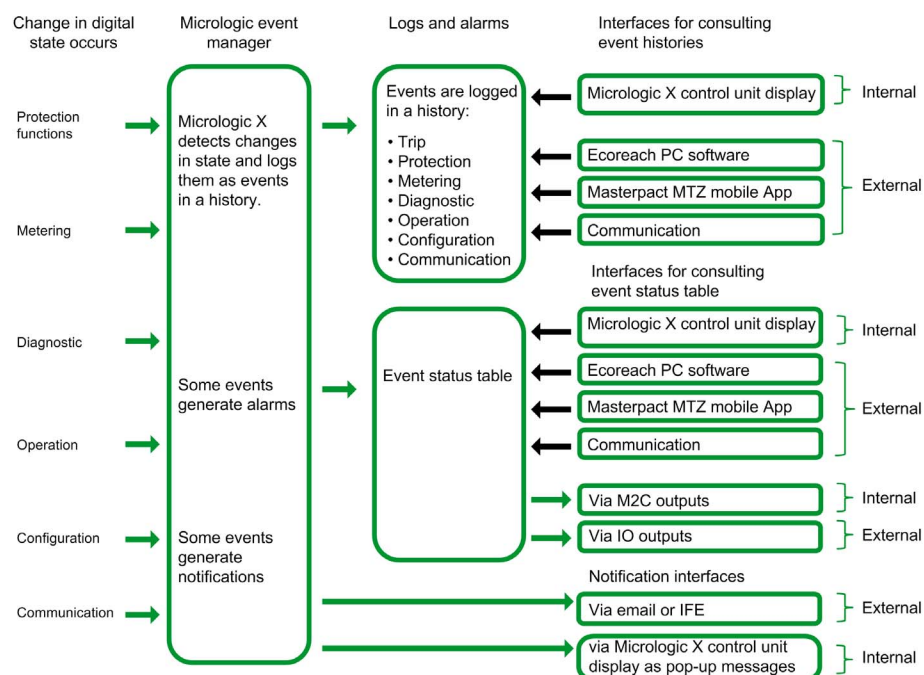 Change in digital
state occurs
Micrologic event
manager
Logs and alarms
Interfaces for consulting
event histories
Protection
functions
Metering
Diagnostic
Operation
Configuration
Communication
Micrologic X
detects changes
in state and logs
them as events
in a history.
Some events
generate alarms
Some events
generate
notifications
Events are logged
in a history:
• Trip
• Protection
• Metering
• Diagnostic
• Operation
• Configuration
• Communication
Event status table
Micrologic X control unit display
Internal
Ecoreach PC software
Masterpact MTZ mobile App
Communication
External
Interfaces for consulting
event status table
Micrologic X control unit display
Internal
Ecoreach PC software
Masterpact MTZ mobile App
Communication
External
Via M2C outputs
Internal
Via IO outputs
External
Notification interfaces
Via email or IFE
External
via Micrologic X control unit
display as pop-up messages
Internal